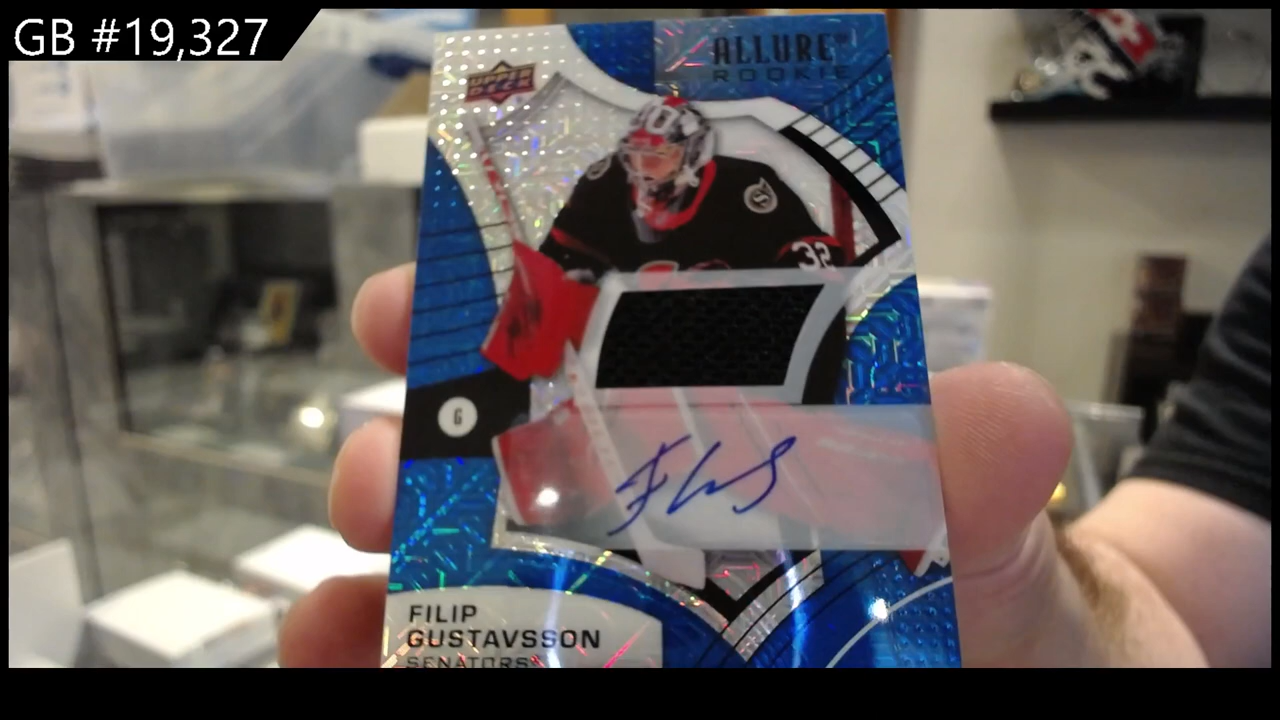 GB #19,327
ALLURE
ROOKIE
UPPER
DECK
32
G
FILIP
GUSTAVSSON
SENATORS